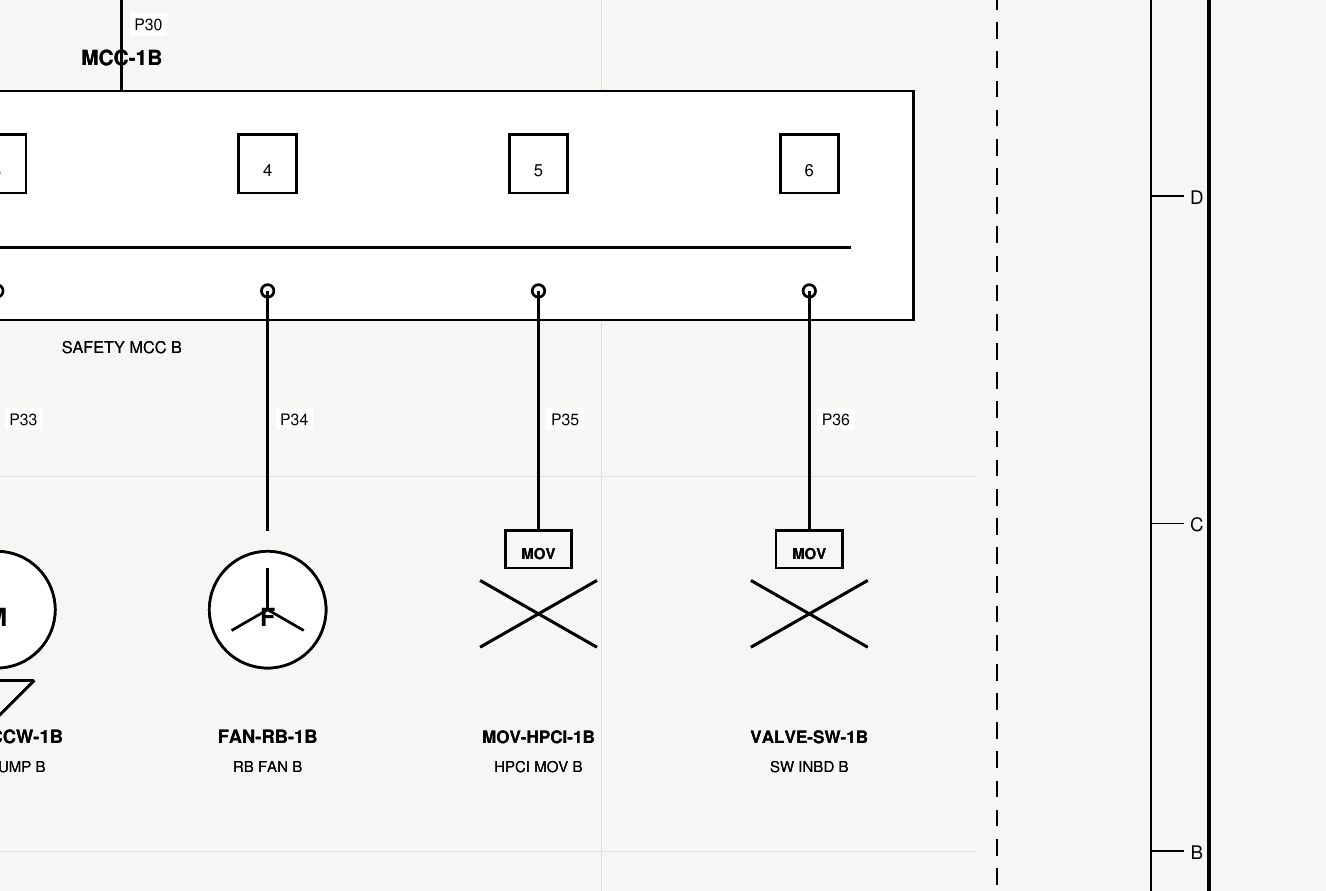 P30
MCC-1B
4
5
6
D
SAFETY MCC B
P33
P34
P35
P36
C
MOV
MOV
F
FAN-RB-1B
MOV-HPCI-1B
VALVE-SW-1B
RB FAN B
HPCI MOV B
SW INBD B
B